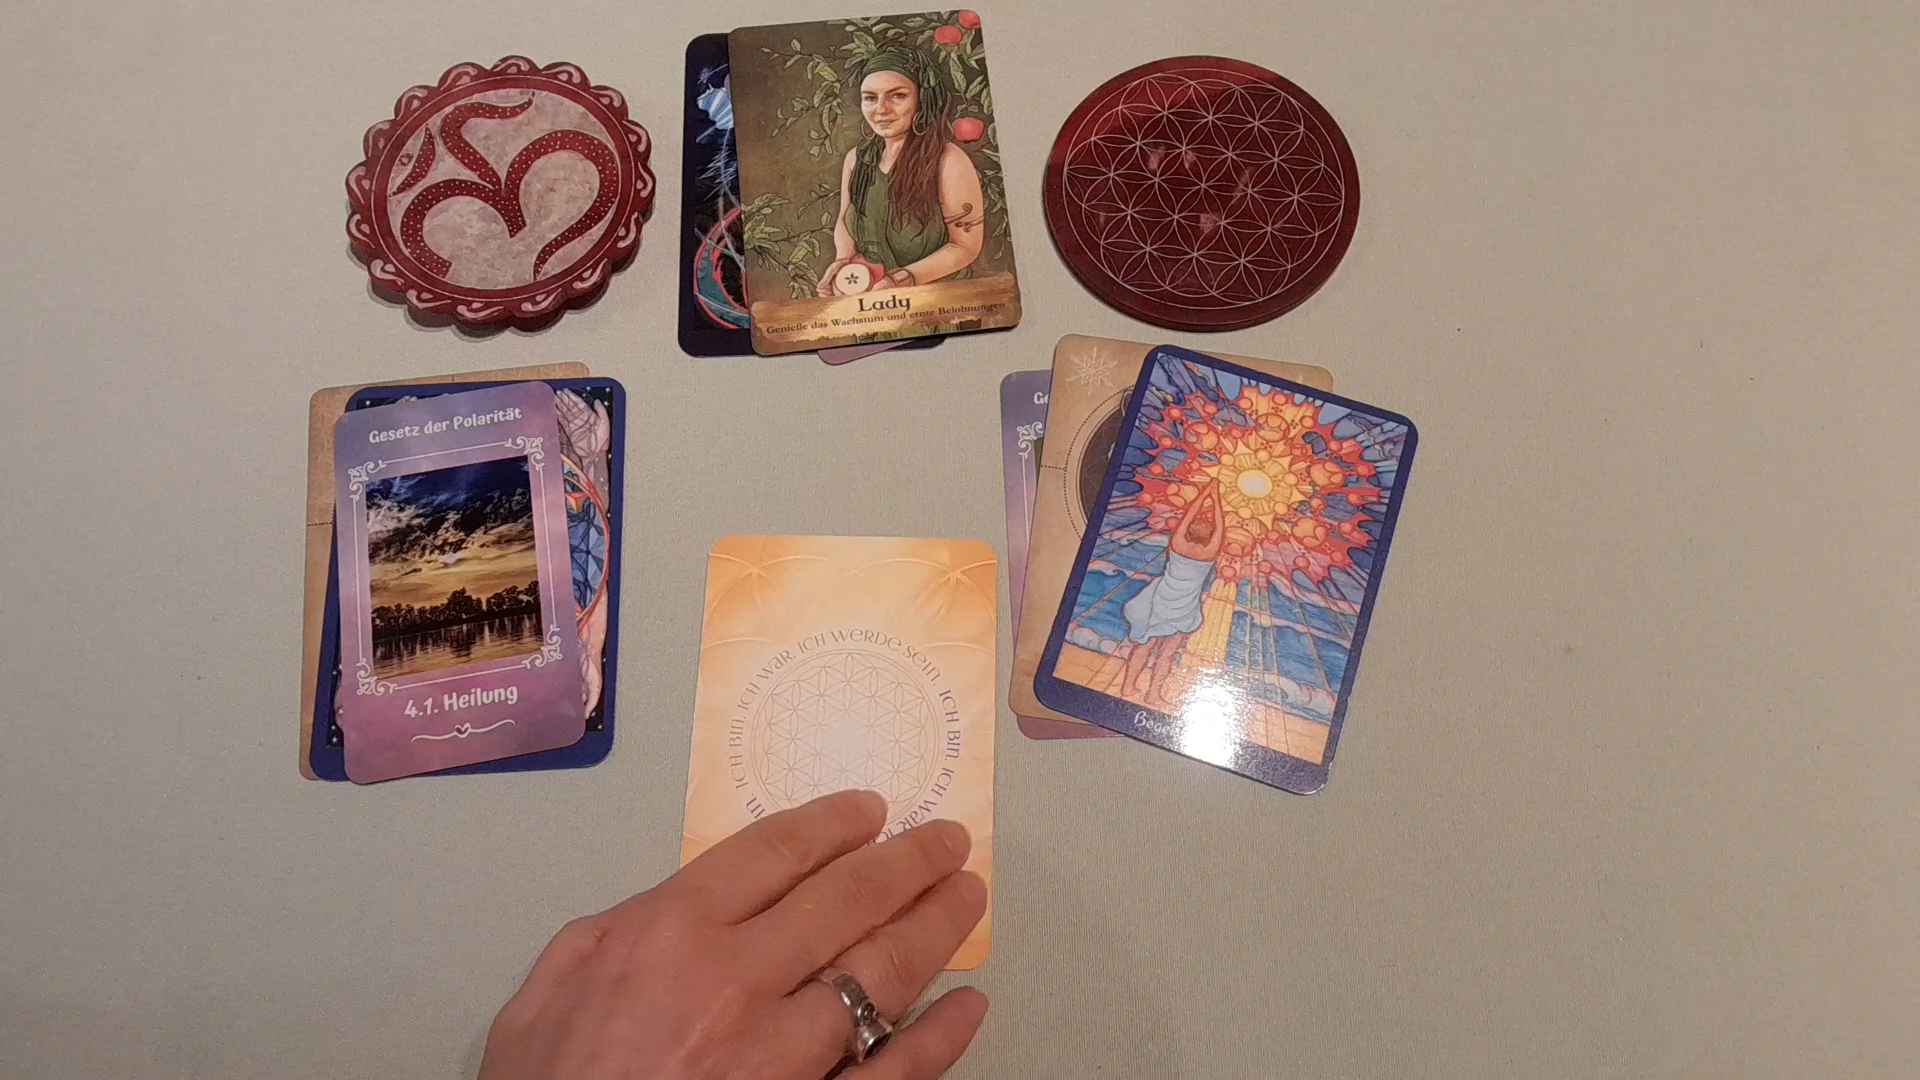 Lady
Genieße das Wachstum und ernte Belohnungen
Gesetz der Polarität
4.1. Heilung
ICH BIN. ICH WAR. ICH WERDE SEIN. ICH BIN. ICH WAR